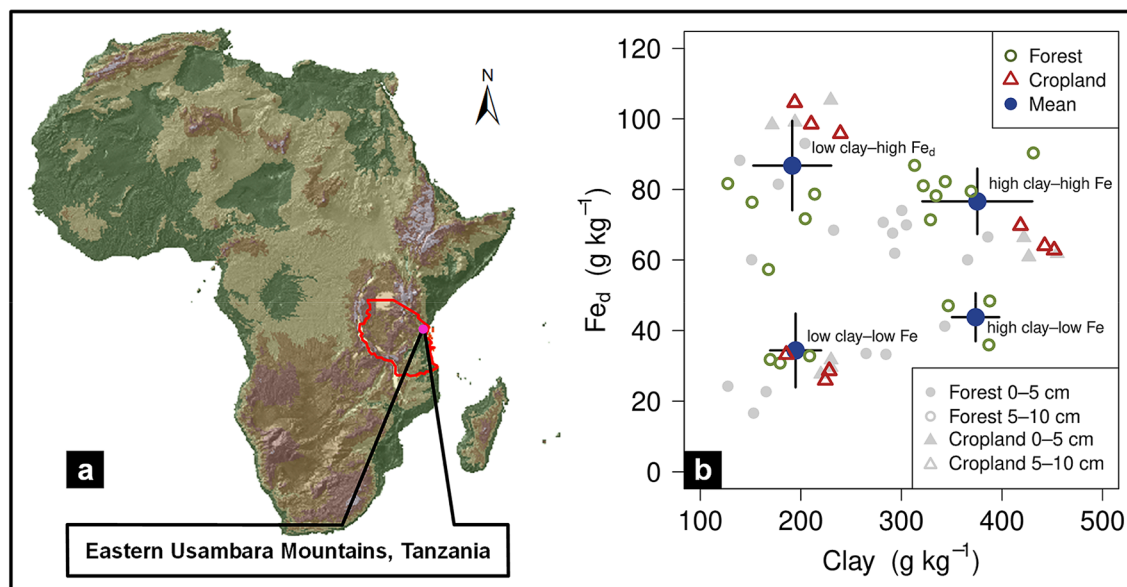 N
a
Eastern Usambara Mountains, Tanzania
Fe_d (g kg⁻¹)
120
100
80
60
40
20
0
Forest
Cropland
Mean
low clay–high Fe_d
high clay–high Fe
low clay–low Fe
high clay–low Fe
Forest 0–5 cm
Forest 5–10 cm
Cropland 0–5 cm
Cropland 5–10 cm
b
100 200 300 400 500
Clay (g kg⁻¹)